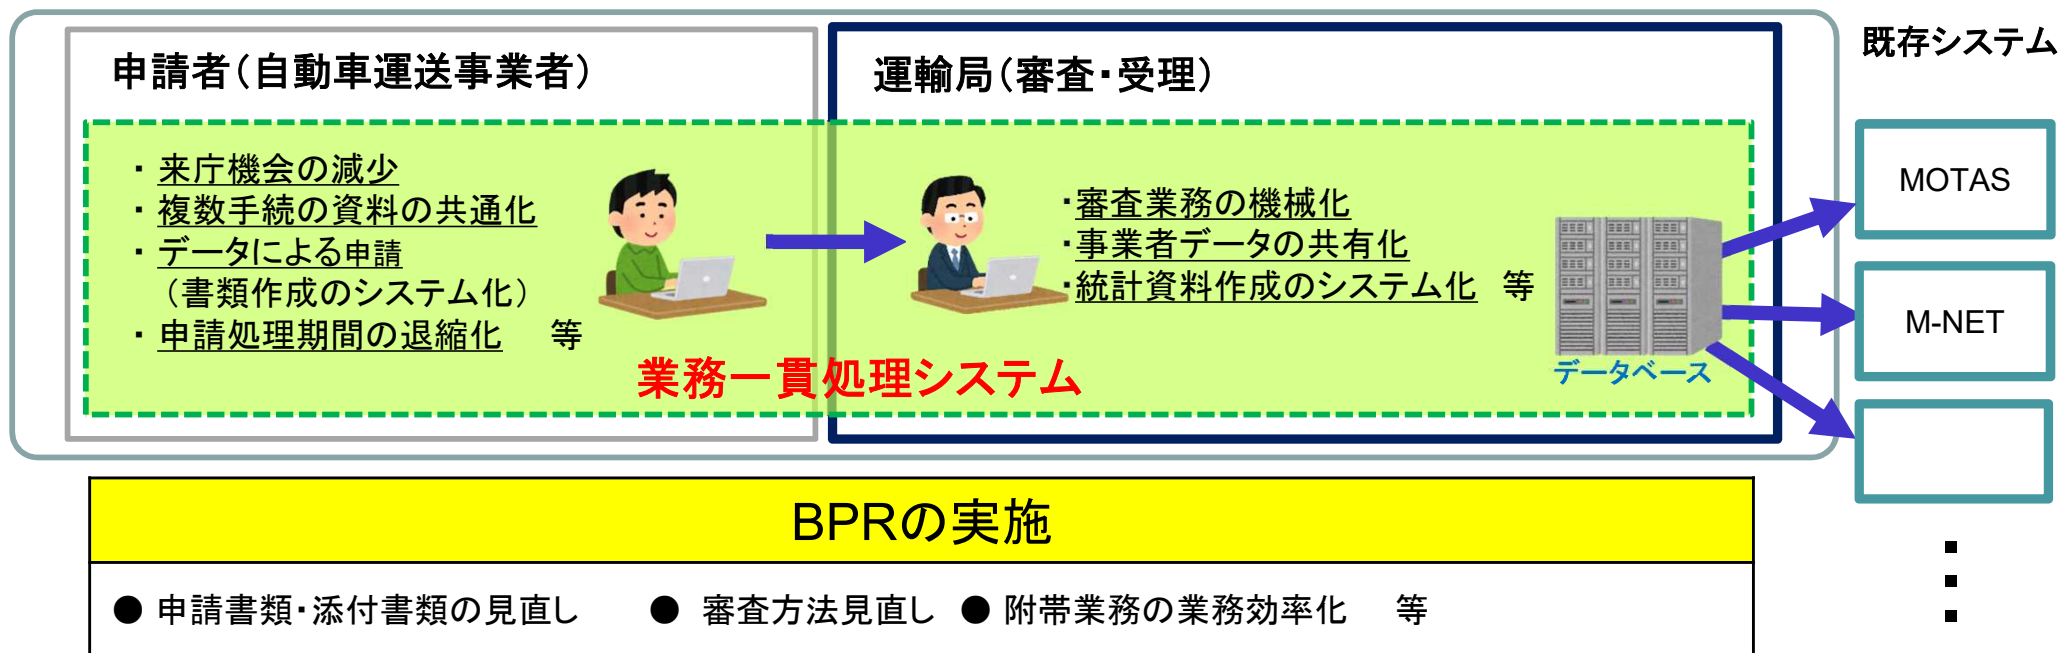 申請者（自動車運送事業者）
・ 来庁機会の減少
・ 複数手続の資料の共通化
・ データによる申請
（書類作成のシステム化）
・ 申請処理期間の退縮化　等
運輸局（審査・受理）
・審査業務の機械化
・事業者データの共有化
・統計資料作成のシステム化　等
データベース
業務一貫処理システム
既存システム
MOTAS
M-NET
BPRの実施
● 申請書類・添付書類の見直し　● 審査方法見直し　● 附帯業務の業務効率化　等